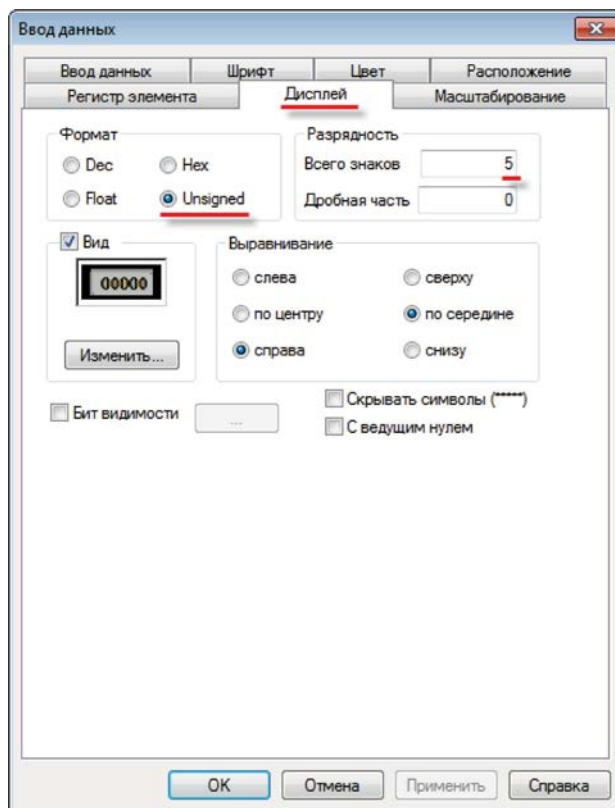 Ввод данных
Ввод данных Шрифт Цвет Расположение
Регистр элемента Дисплей Масштабирование
Формат Разрядность
Dec Hex Всего знаков 5
Float Unsigned Дробная часть 0
Вид Выравнивание
00000 слева сверху
по центру по середине
Изменить... справа снизу
Бит видимости ... Скрывать символы (*****)
С ведущим нулем
OK Отмена Применить Справка